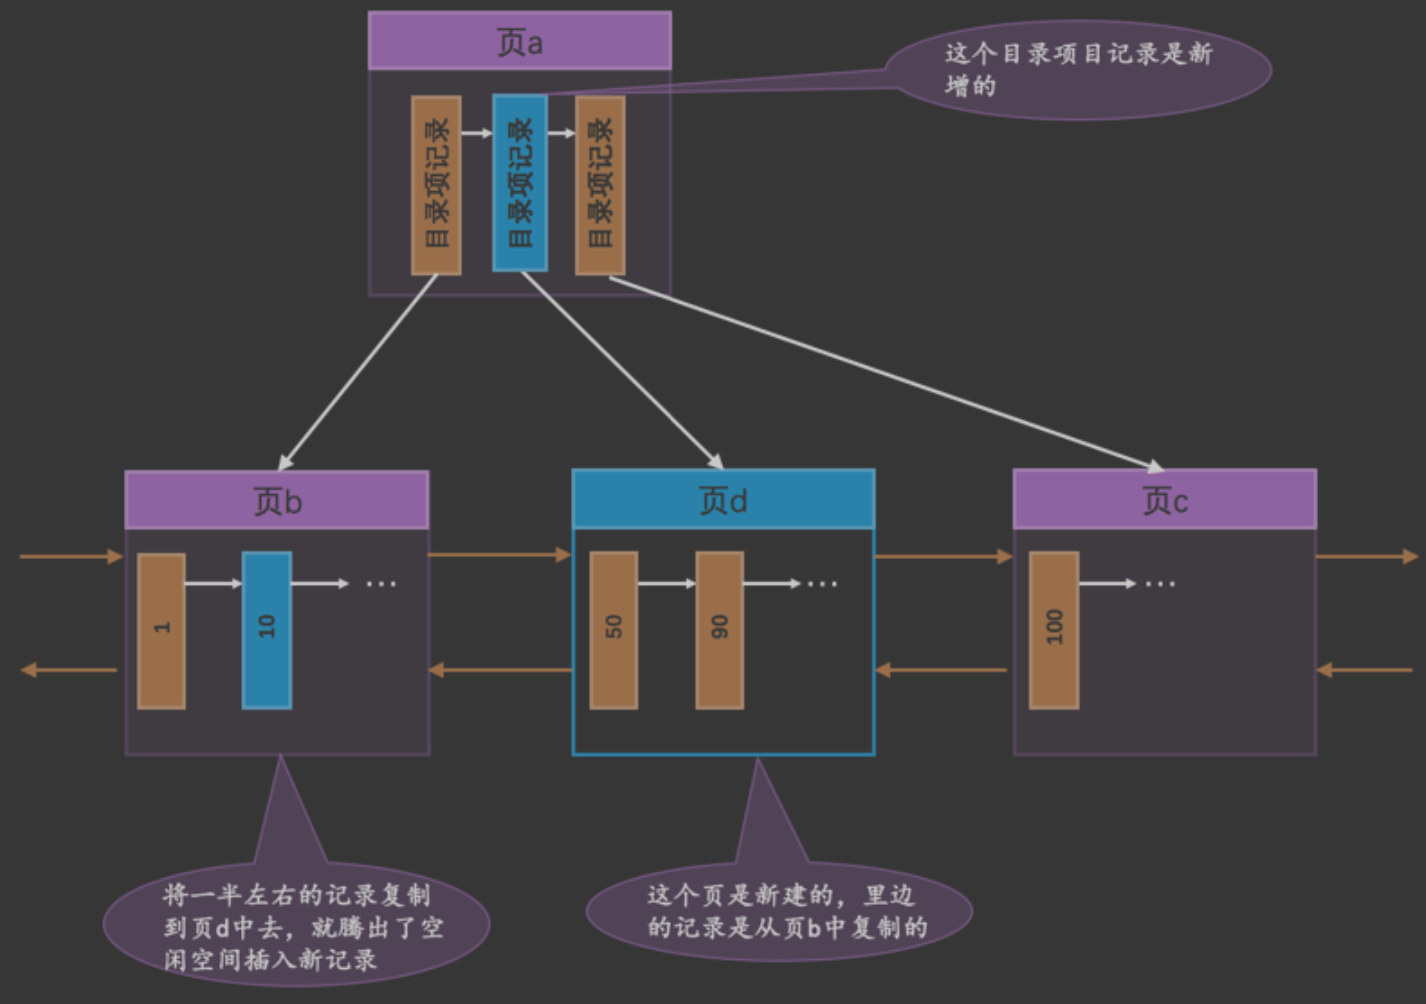 页a
这个目录项目记录是新
增的
目录项记录
目录项记录
目录项记录
页b
页d
页c
1
10
...
50
90
...
100
...
将一半左右的记录复制
到页d中去，就腾出了空
闲空间插入新记录
这个页是新建的，里边
的记录是从页b中复制的